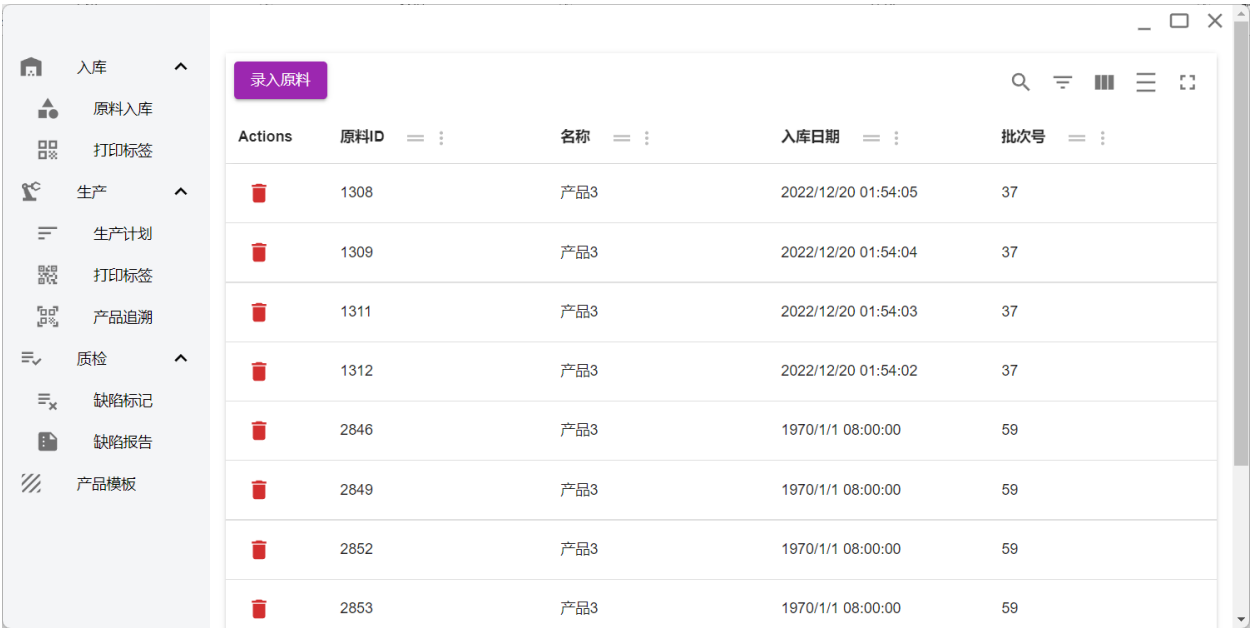 入库
原料入库
打印标签
生产
生产计划
打印标签
产品追溯
质检
缺陷标记
缺陷报告
产品模板
录入原料
Actions 原料ID 名称 入库日期 批次号
1308 产品3 2022/12/20 01:54:05 37
1309 产品3 2022/12/20 01:54:04 37
1311 产品3 2022/12/20 01:54:03 37
1312 产品3 2022/12/20 01:54:02 37
2846 产品3 1970/1/1 08:00:00 59
2849 产品3 1970/1/1 08:00:00 59
2852 产品3 1970/1/1 08:00:00 59
2853 产品3 1970/1/1 08:00:00 59